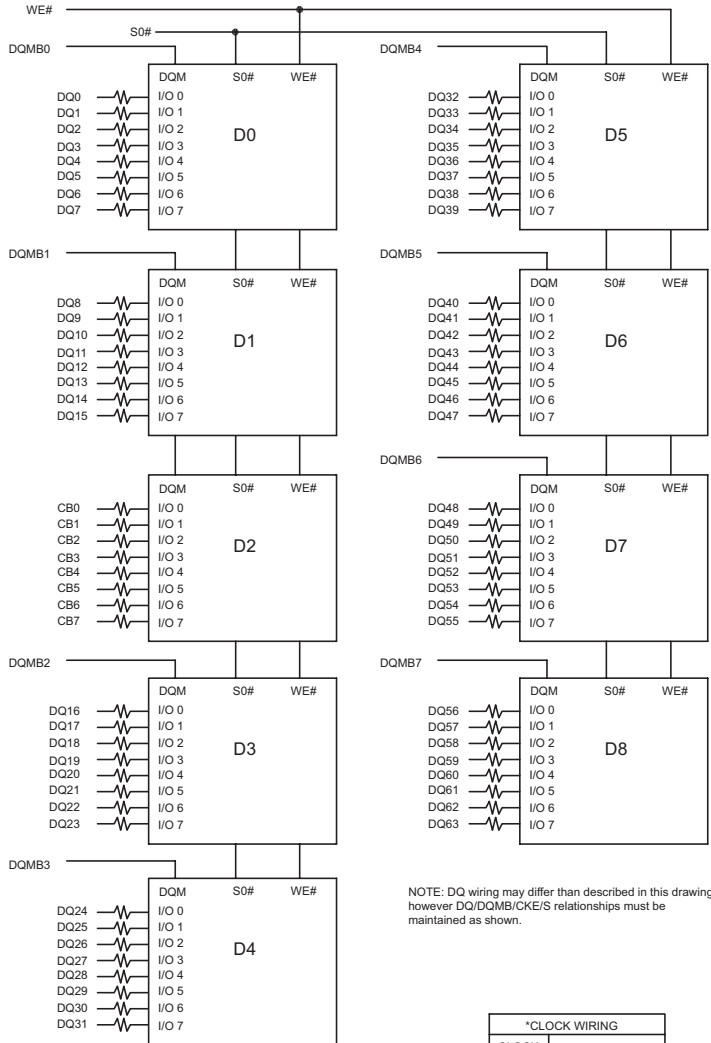 WE#
S0#
DQMB0
DQM S0# WE#
DQ0 I/O 0
DQ1 I/O 1
DQ2 I/O 2
DQ3 I/O 3
DQ4 I/O 4
DQ5 I/O 5
DQ6 I/O 6
DQ7 I/O 7
D0
DQMB1
DQM S0# WE#
DQ8 I/O 0
DQ9 I/O 1
DQ10 I/O 2
DQ11 I/O 3
DQ12 I/O 4
DQ13 I/O 5
DQ14 I/O 6
DQ15 I/O 7
D1
DQM S0# WE#
CB0 I/O 0
CB1 I/O 1
CB2 I/O 2
CB3 I/O 3
CB4 I/O 4
CB5 I/O 5
CB6 I/O 6
CB7 I/O 7
D2
DQMB2
DQM S0# WE#
DQ16 I/O 0
DQ17 I/O 1
DQ18 I/O 2
DQ19 I/O 3
DQ20 I/O 4
DQ21 I/O 5
DQ22 I/O 6
DQ23 I/O 7
D3
DQMB3
DQM S0# WE#
DQ24 I/O 0
DQ25 I/O 1
DQ26 I/O 2
DQ27 I/O 3
DQ28 I/O 4
DQ29 I/O 5
DQ30 I/O 6
DQ31 I/O 7
D4
DQMB4
DQM S0# WE#
DQ32 I/O 0
DQ33 I/O 1
DQ34 I/O 2
DQ35 I/O 3
DQ36 I/O 4
DQ37 I/O 5
DQ38 I/O 6
DQ39 I/O 7
D5
DQMB5
DQM S0# WE#
DQ40 I/O 0
DQ41 I/O 1
DQ42 I/O 2
DQ43 I/O 3
DQ44 I/O 4
DQ45 I/O 5
DQ46 I/O 6
DQ47 I/O 7
D6
DQMB6
DQM S0# WE#
DQ48 I/O 0
DQ49 I/O 1
DQ50 I/O 2
DQ51 I/O 3
DQ52 I/O 4
DQ53 I/O 5
DQ54 I/O 6
DQ55 I/O 7
D7
DQMB7
DQM S0# WE#
DQ56 I/O 0
DQ57 I/O 1
DQ58 I/O 2
DQ59 I/O 3
DQ60 I/O 4
DQ61 I/O 5
DQ62 I/O 6
DQ63 I/O 7
D8
NOTE: DQ wiring may differ than described in this drawing
however DQ/DQMB/CKE/S relationships must be
maintained as shown.
*CLOCK WIRING